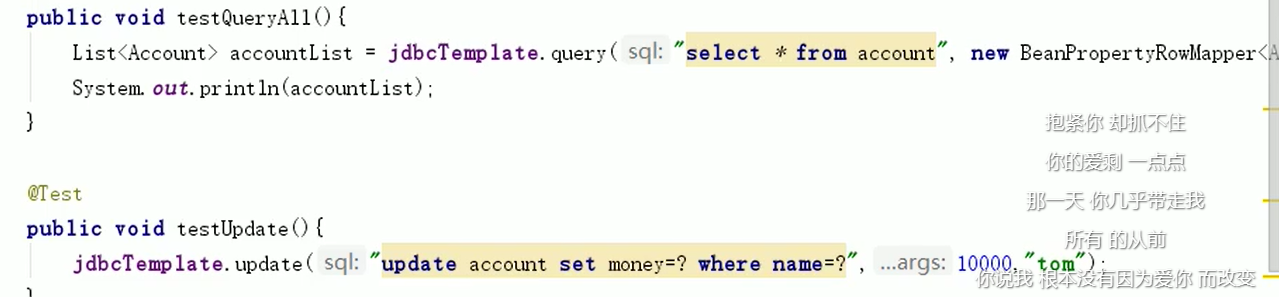 public void testQueryAll(){
List<Account> accountList = jdbcTemplate.query( sql: "select * from account", new BeanPropertyRowMapper<A
System.out.println(accountList);
}
抱紧你 却抓不住
你的爱剩 一点点
@Test
那一天 你几乎带走我
public void testUpdate(){
所有 的从前
jdbcTemplate.update( sql: "update account set money=? where name=?", ...args: 10000,"tom");
你说我 根本没有因为爱你 而改变
}